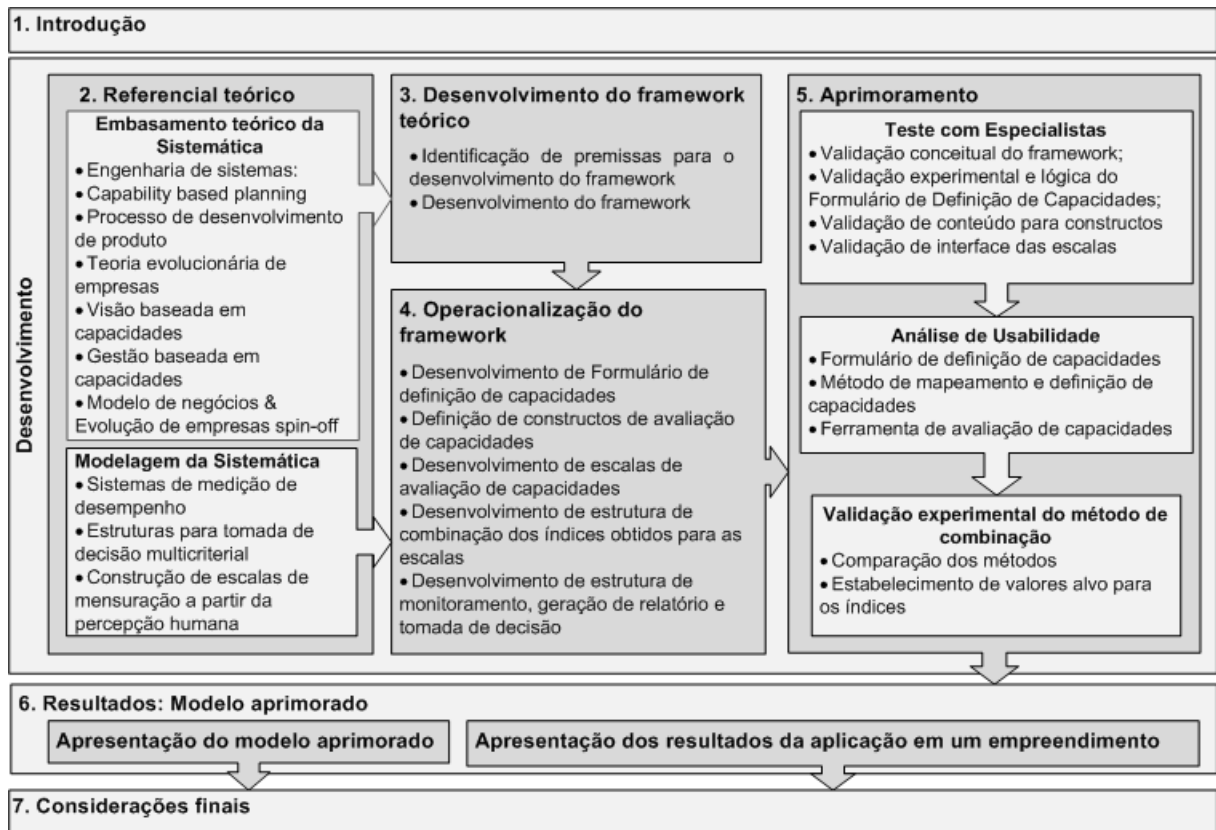 1. Introdução
Desenvolvimento
2. Referencial teórico
Embasamento teórico da
Sistemática
• Engenharia de sistemas:
• Capability based planning
• Processo de desenvolvimento
de produto
• Teoria evolucionária de
empresas
• Visão baseada em
capacidades
• Gestão baseada em
capacidades
• Modelo de negócios &
Evolução de empresas spin-off
Modelagem da Sistemática
• Sistemas de medição de
desempenho
• Estruturas para tomada de
decisão multicriterial
• Construção de escalas de
mensuração a partir da
percepção humana
3. Desenvolvimento do framework
teórico
• Identificação de premissas para o
desenvolvimento do framework
• Desenvolvimento do framework
4. Operacionalização do
framework
• Desenvolvimento de Formulário de
definição de capacidades
• Definição de constructos de avaliação
de capacidades
• Desenvolvimento de escalas de
avaliação de capacidades
• Desenvolvimento de estrutura de
combinação dos índices obtidos para as
escalas
• Desenvolvimento de estrutura de
monitoramento, geração de relatório e
tomada de decisão
5. Aprimoramento
Teste com Especialistas
• Validação conceitual do framework;
• Validação experimental e lógica do
Formulário de Definição de Capacidades;
• Validação de conteúdo para constructos
• Validação de interface das escalas
Análise de Usabilidade
• Formulário de definição de capacidades
• Método de mapeamento e definição de
capacidades
• Ferramenta de avaliação de capacidades
Validação experimental do método de
combinação
• Comparação dos métodos
• Estabelecimento de valores alvo para
os índices
6. Resultados: Modelo aprimorado
Apresentação do modelo aprimorado
Apresentação dos resultados da aplicação em um empreendimento
7. Considerações finais